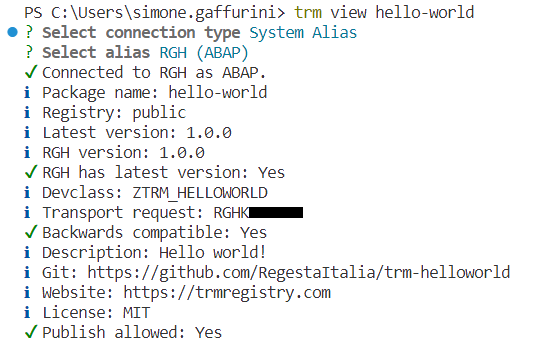 PS C:\Users\simone.gaffurini> trm view hello-world
? Select connection type System Alias
? Select alias RGH (ABAP)
✓ Connected to RGH as ABAP.
i Package name: hello-world
i Registry: public
i Latest version: 1.0.0
i RGH version: 1.0.0
✓ RGH has latest version: Yes
i Devclass: ZTRM_HELLOWORLD
i Transport request: RGHK
✓ Backwards compatible: Yes
i Description: Hello world!
i Git: https://github.com/RegestaItalia/trm-helloworld
i Website: https://trmregistry.com
i License: MIT
✓ Publish allowed: Yes